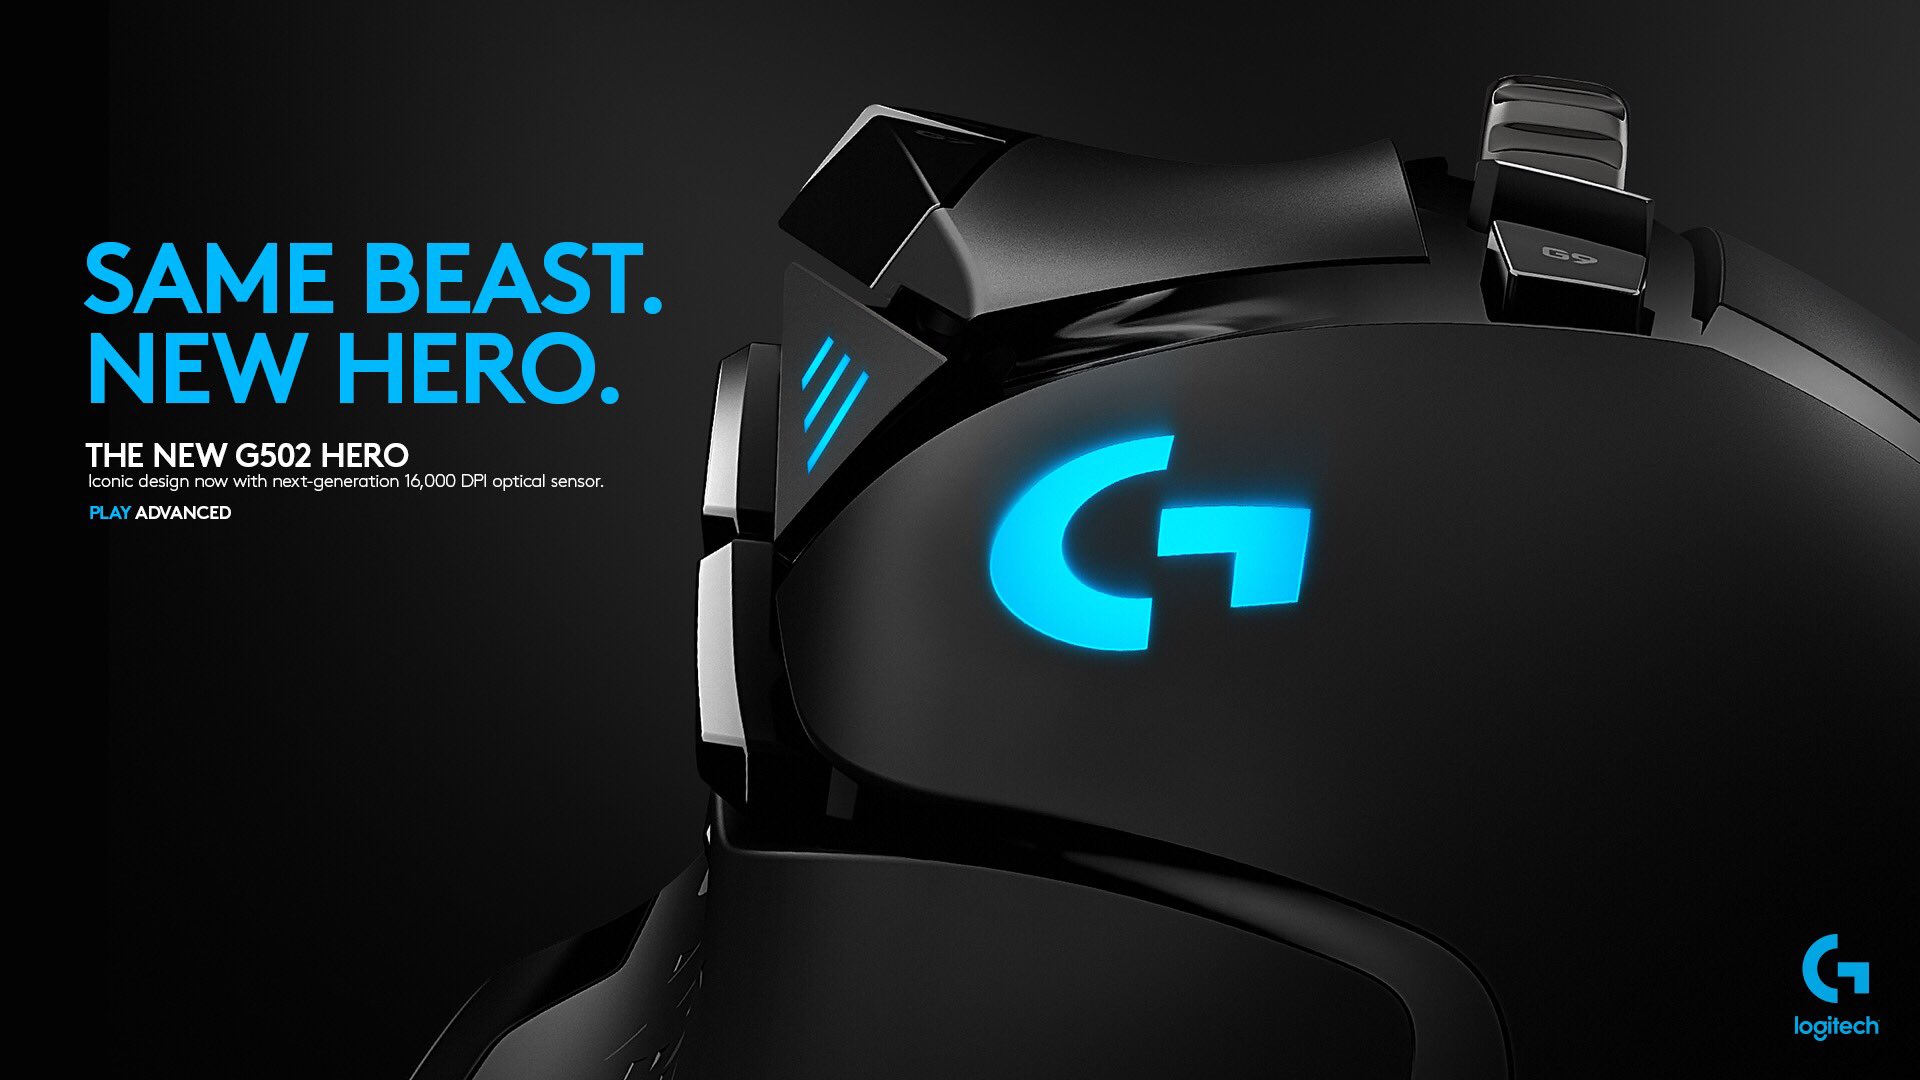 SAME BEAST.
NEW HERO.
THE NEW G502 HERO
Iconic design now with next-generation 16,000 DPI optical sensor.
PLAY ADVANCED
G9
G
G
logitech